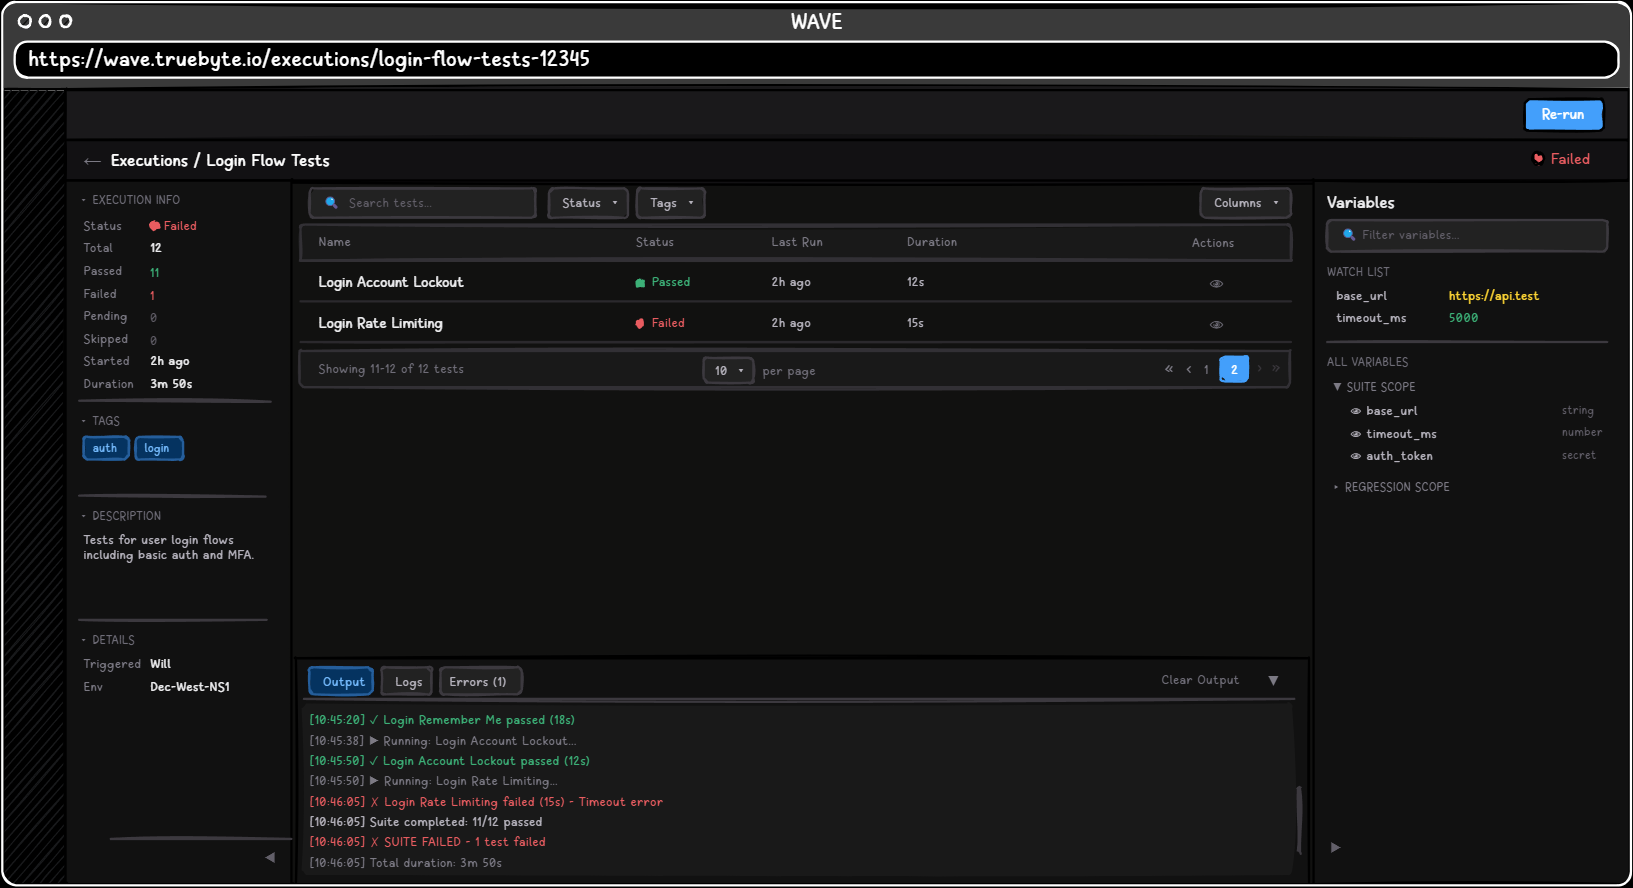 WAVE
https://wave.truebyte.io/executions/login-flow-tests-12345
Re-run
← Executions / Login Flow Tests
Failed
- EXECUTION INFO
Status Failed
Total 12
Passed 11
Failed 1
Pending 0
Skipped 0
Started 2h ago
Duration 3m 50s
- TAGS
auth login
- DESCRIPTION
Tests for user login flows
including basic auth and MFA.
- DETAILS
Triggered Will
Env Dec-West-NS1
Search tests... Status Tags Columns
Name Status Last Run Duration Actions
Login Account Lockout Passed 2h ago 12s
Login Rate Limiting Failed 2h ago 15s
Showing 11-12 of 12 tests 10 per page « ‹ 1 2 › »
Output Logs Errors (1) Clear Output ▼
[10:45:20] ✓ Login Remember Me passed (18s)
[10:45:38] ▶ Running: Login Account Lockout...
[10:45:50] ✓ Login Account Lockout passed (12s)
[10:45:50] ▶ Running: Login Rate Limiting...
[10:46:05] ✗ Login Rate Limiting failed (15s) - Timeout error
[10:46:05] Suite completed: 11/12 passed
[10:46:05] ✗ SUITE FAILED - 1 test failed
[10:46:05] Total duration: 3m 50s
Variables
Filter variables...
WATCH LIST
base_url https://api.test
timeout_ms 5000
ALL VARIABLES
▼ SUITE SCOPE
base_url string
timeout_ms number
auth_token secret
▸ REGRESSION SCOPE